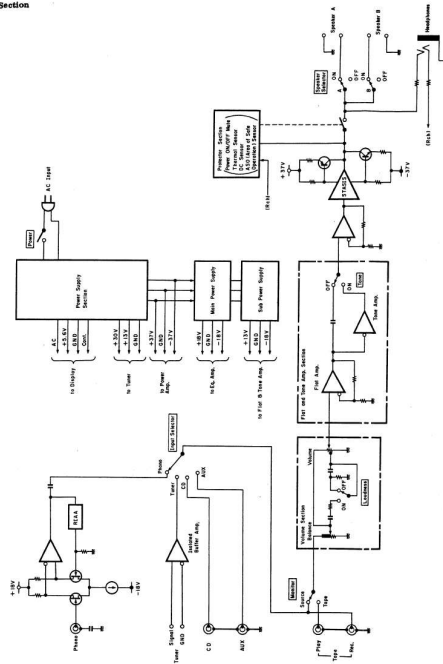 Section
+18V
-18V
Phono
RIAA
Phono
Input Selector
Tuner
CD
AUX
Isolated
Buffer Amp.
Signal
GND
Tuner
CD
AUX
Monitor
Source
Tape
Play
Rec.
Tape
Volume Section
Balance
Volume
ON
OFF
Loudness
AC Input
Power
Power Supply
Section
AC
+5.6V
GND
Cont.
to Display
+30V
+15V
GND
to Tuner
+37V
GND
-37V
to Power
Amp.
Main Power Supply
+18V
GND
-18V
to Eq. Amp.
Sub Power Supply
+13V
GND
-18V
to Flat & Tone Amp.
Flat and Tone Amp. Section
Flat Amp.
OFF
ON
Tone
Tone Amp.
Protector Section
Power ON/OFF Mute
Thermal Sensor
DC Sensor
ASO (Area of Safe
Operation) Sensor
(Rch)
+37V
STASIS
-37V
Speaker
Selector
A
ON
OFF
B
ON
OFF
Speaker A
Speaker B
Headphones
(Rch)